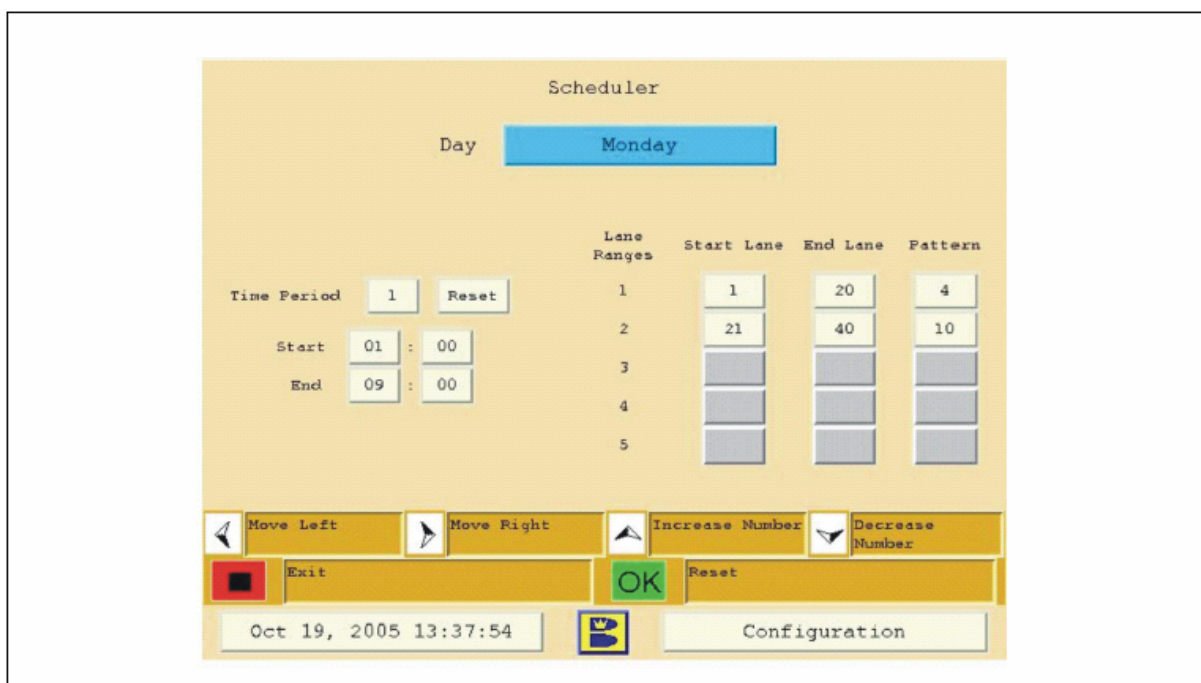 Scheduler
Day Monday
Lane Ranges Start Lane End Lane Pattern
Time Period 1 Reset
Start 01 : 00
End 09 : 00
1 1 20 4
2 21 40 10
3
4
5
Move Left Move Right Increase Number Decrease Number
Exit OK Reset
Oct 19, 2005 13:37:54 Configuration